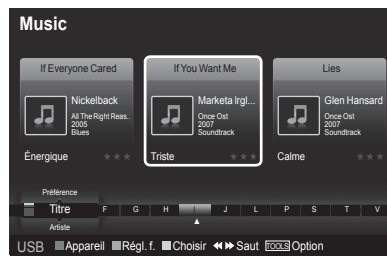 Music
If Everyone Cared
If You Want Me
Lies
Nickelback
All The Right Reas..
2005
Blues
Marketa Irgl...
Once Ost
2007
Soundtrack
Glen Hansard
Once Ost
2007
Soundtrack
Énergique ★★★
Triste ★★★
Calme ★★★
Préférence
Titre F G H I J L P S T V
Artiste
USB Appareil Régl. f. Choisir Saut TOOLS Option